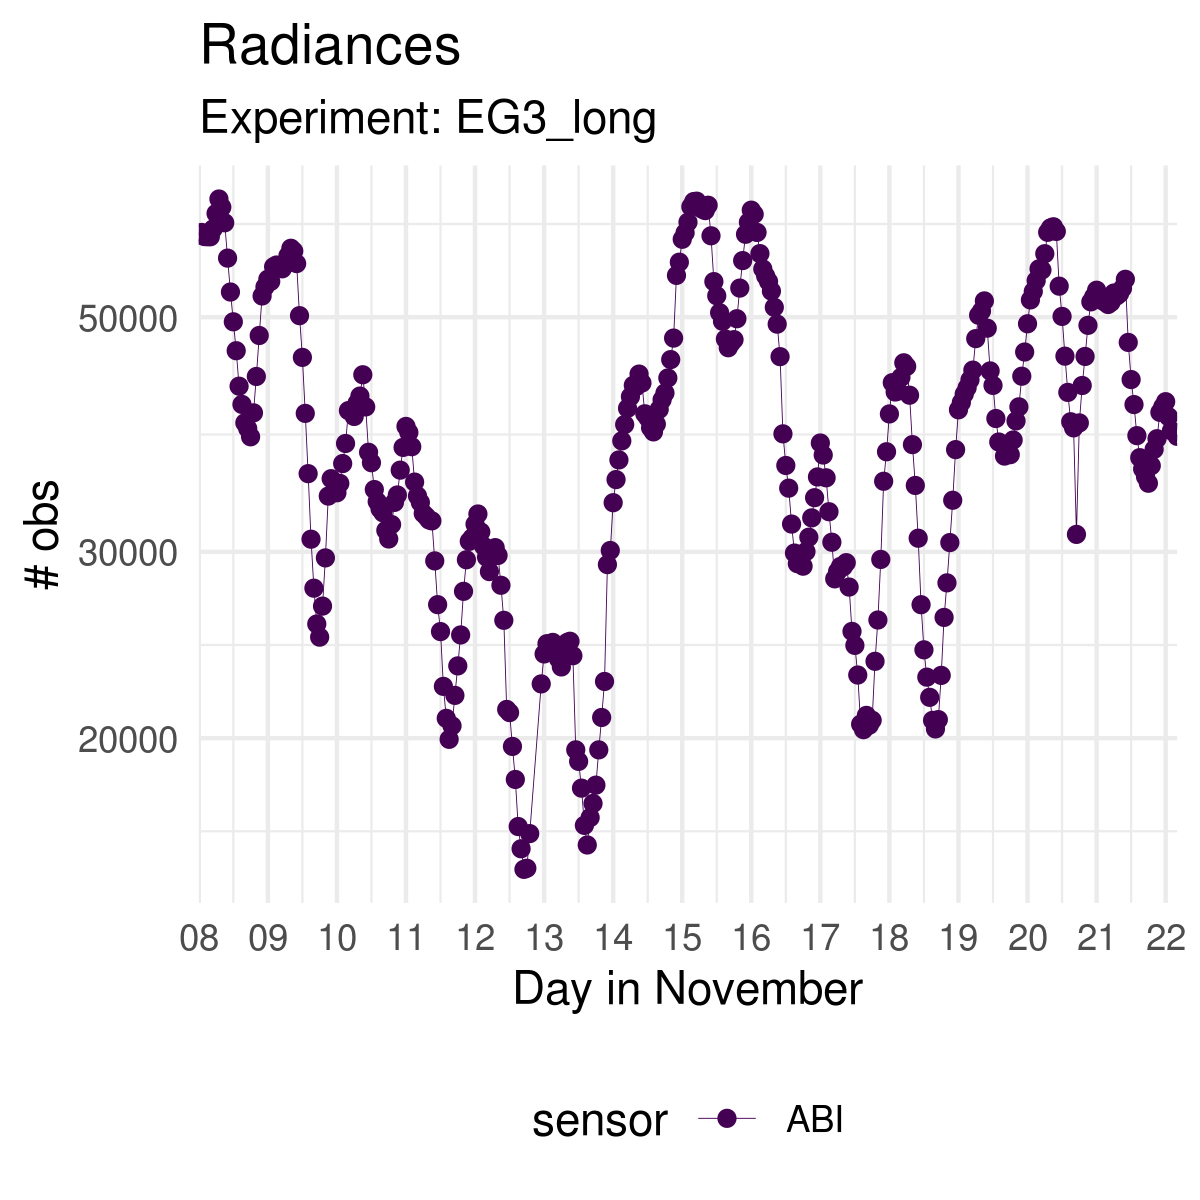 Radiances
Experiment: EG3_long
# obs
50000
30000
20000
08 09 10 11 12 13 14 15 16 17 18 19 20 21 22
Day in November
sensor ABI